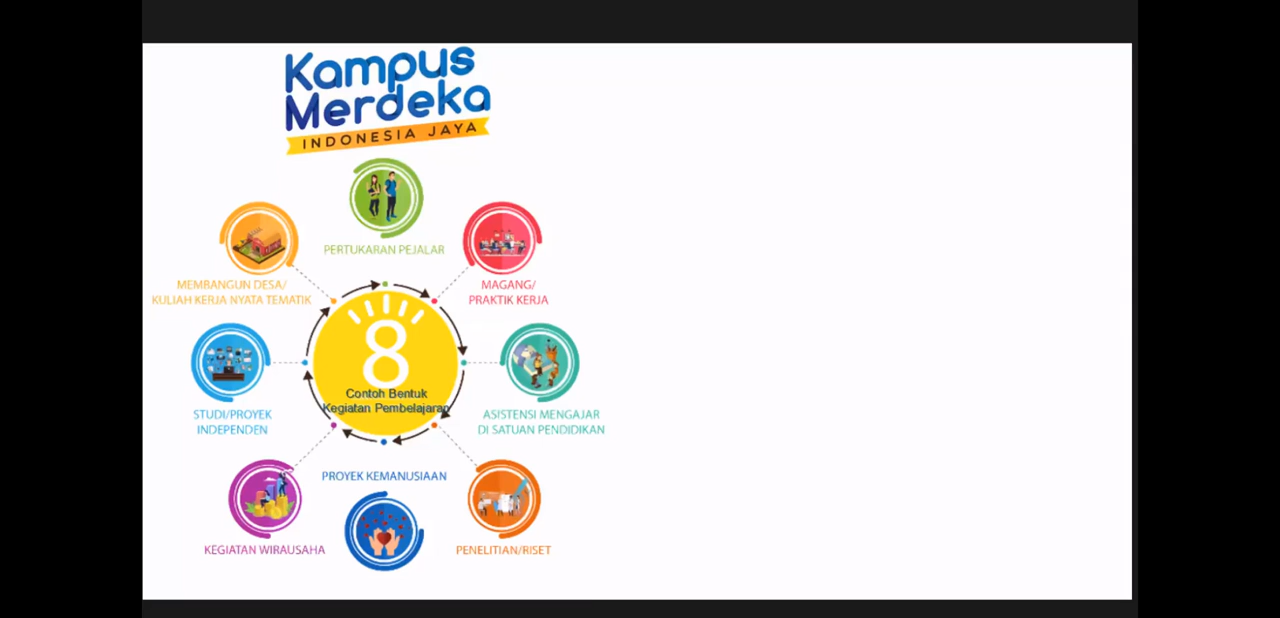 Kampus
Merdeka
INDONESIA JAYA
PERTUKARAN PEJALAR
MEMBANGUN DESA/
KULIAH KERJA NYATA TEMATIK
MAGANG/
PRAKTIK KERJA
8
Contoh Bentuk
Kegiatan Pembelajaran
STUDI/PROYEK
INDEPENDEN
ASISTENSI MENGAJAR
DI SATUAN PENDIDIKAN
PROYEK KEMANUSIAAN
KEGIATAN WIRAUSAHA
PENELITIAN/RISET